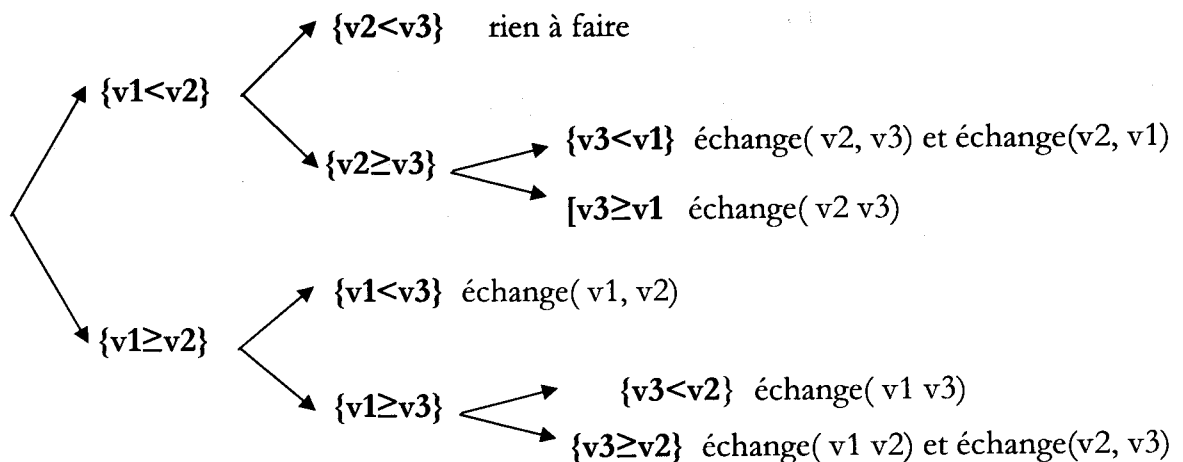 {v2<v3} rien à faire
{v1<v2}
{v3<v1} échange( v2, v3) et échange(v2, v1)
{v2≥v3}
[v3≥v1 échange( v2 v3)
{v1<v3} échange( v1, v2)
{v1≥v2}
{v3<v2} échange( v1 v3)
{v1≥v3}
{v3≥v2} échange( v1 v2) et échange(v2, v3)